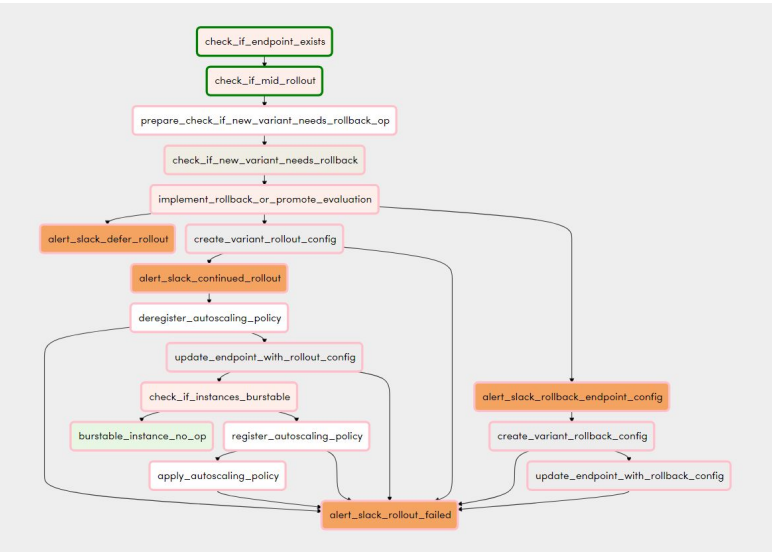 check_if_endpoint_exists
check_if_mid_rollout
prepare_check_if_new_variant_needs_rollback_op
check_if_new_variant_needs_rollback
implement_rollback_or_promote_evaluation
alert_slack_defer_rollout
create_variant_rollout_config
alert_slack_continued_rollout
deregister_autoscaling_policy
update_endpoint_with_rollout_config
check_if_instances_burstable
alert_slack_rollback_endpoint_config
burstable_instance_no_op
register_autoscaling_policy
create_variant_rollback_config
apply_autoscaling_policy
update_endpoint_with_rollback_config
alert_slack_rollout_failed